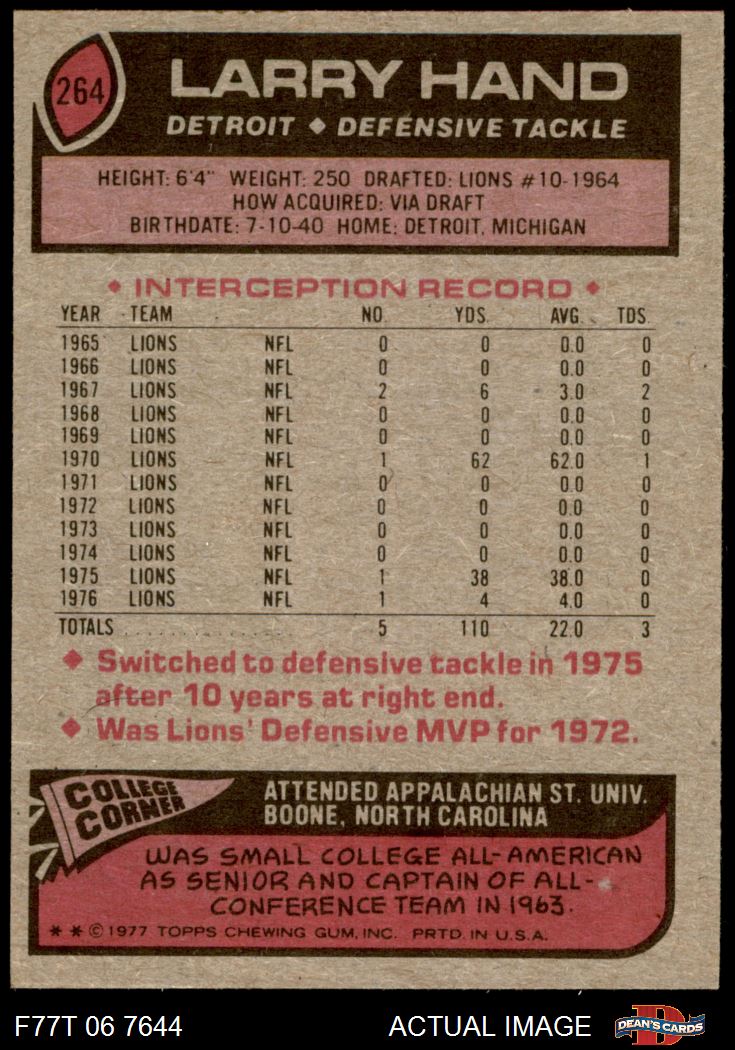 264
LARRY HAND
DETROIT ◆ DEFENSIVE TACKLE
HEIGHT: 6'4" WEIGHT: 250 DRAFTED: LIONS #10-1964
HOW ACQUIRED: VIA DRAFT
BIRTHDATE: 7-10-40 HOME: DETROIT, MICHIGAN
◆ INTERCEPTION RECORD ◆
YEAR TEAM NO. YDS. AVG. TDS.
1965 LIONS NFL 0 0 0.0 0
1966 LIONS NFL 0 0 0.0 0
1967 LIONS NFL 2 6 3.0 2
1968 LIONS NFL 0 0 0.0 0
1969 LIONS NFL 0 0 0.0 0
1970 LIONS NFL 1 62 62.0 1
1971 LIONS NFL 0 0 0.0 0
1972 LIONS NFL 0 0 0.0 0
1973 LIONS NFL 0 0 0.0 0
1974 LIONS NFL 0 0 0.0 0
1975 LIONS NFL 1 38 38.0 0
1976 LIONS NFL 1 4 4.0 0
TOTALS . . . . . . . . . . . . . . . . . 5 110 22.0 3
◆ Switched to defensive tackle in 1975
after 10 years at right end.
◆ Was Lions' Defensive MVP for 1972.
COLLEGE
CORNER
ATTENDED APPALACHIAN ST. UNIV.
BOONE, NORTH CAROLINA
WAS SMALL COLLEGE ALL-AMERICAN
AS SENIOR AND CAPTAIN OF ALL-
CONFERENCE TEAM IN 1963.
* * © 1977 TOPPS CHEWING GUM, INC. PRTD. IN U.S.A.
F77T 06 7644 ACTUAL IMAGE
D
DEAN'S CARDS